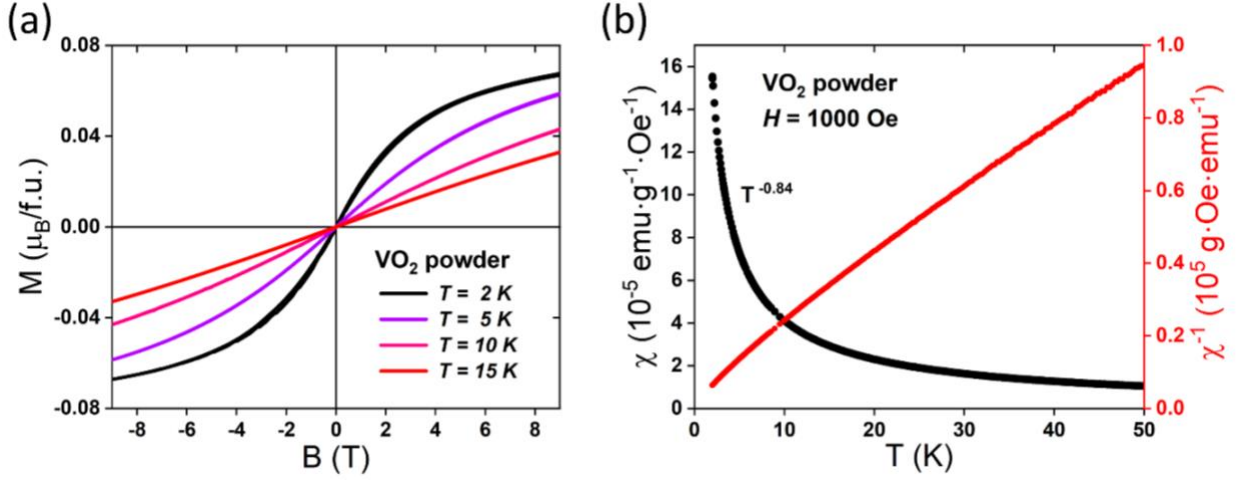 (a)
0.08
0.04
0.00
-0.04
-0.08
M (μB/f.u.)
-8 -6 -4 -2 0 2 4 6 8
B (T)
VO2 powder
T = 2 K
T = 5 K
T = 10 K
T = 15 K
(b)
16
14
12
10
8
6
4
2
0
χ (10-5 emu·g-1·Oe-1)
VO2 powder
H = 1000 Oe
T-0.84
0 10 20 30 40 50
T (K)
1.0
0.8
0.6
0.4
0.2
0.0
χ-1 (105 g·Oe·emu-1)